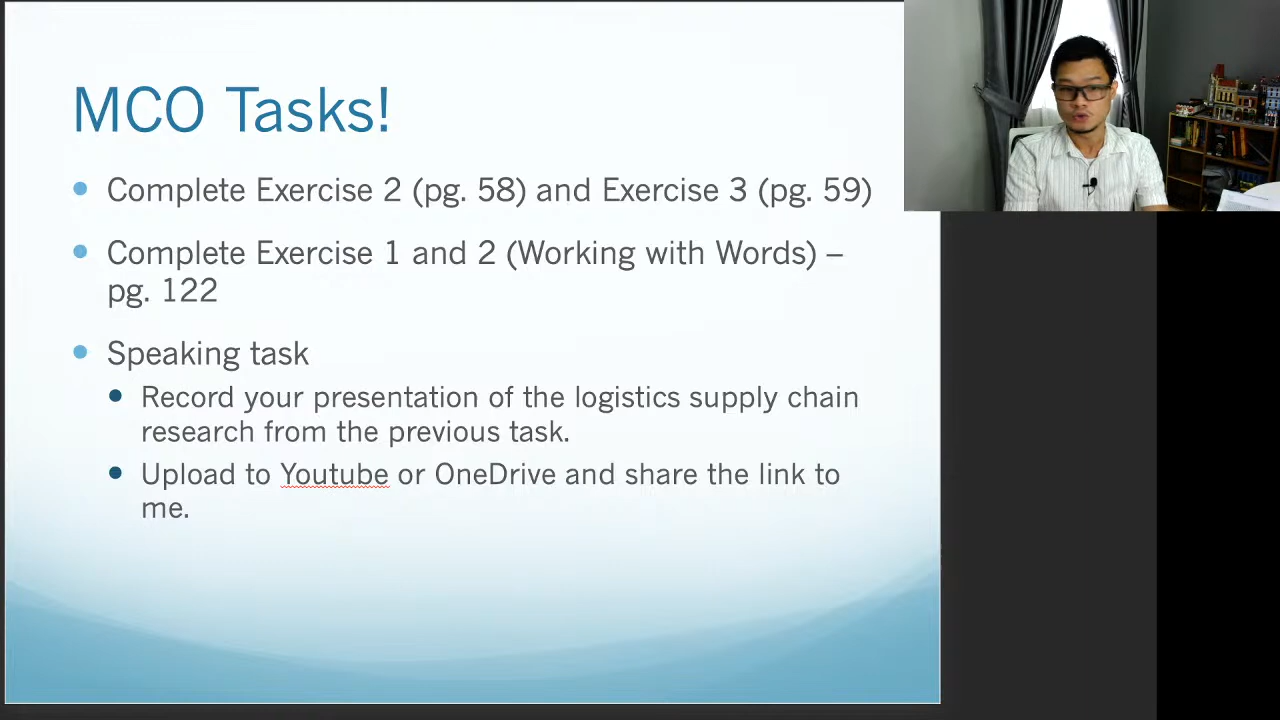 MCO Tasks!
Complete Exercise 2 (pg. 58) and Exercise 3 (pg. 59)
Complete Exercise 1 and 2 (Working with Words) –
pg. 122
Speaking task
Record your presentation of the logistics supply chain
research from the previous task.
Upload to Youtube or OneDrive and share the link to
me.